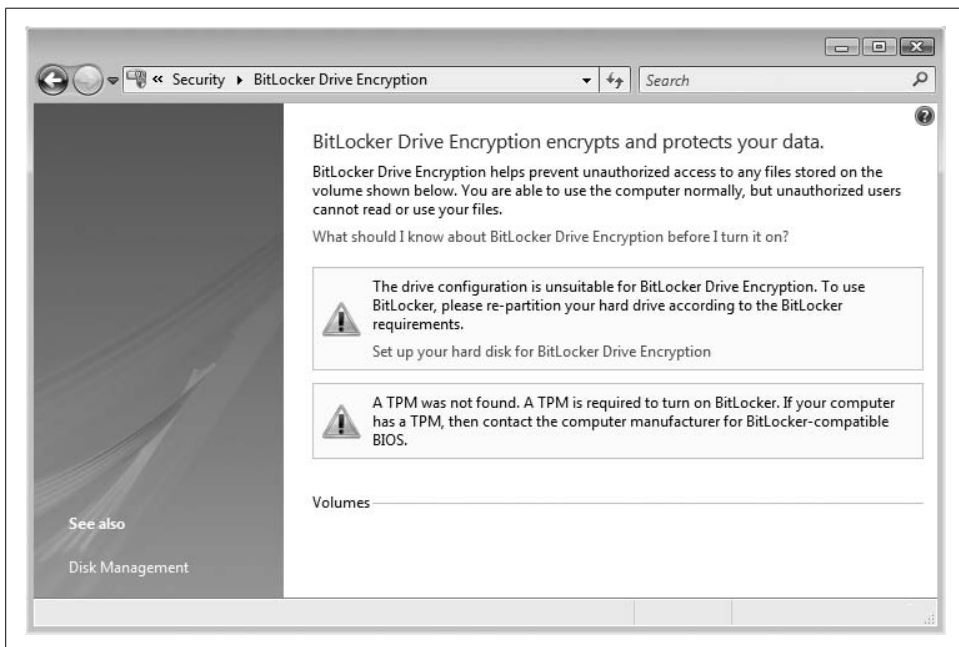 « Security ▸ BitLocker Drive Encryption
Search
BitLocker Drive Encryption encrypts and protects your data.
BitLocker Drive Encryption helps prevent unauthorized access to any files stored on the
volume shown below. You are able to use the computer normally, but unauthorized users
cannot read or use your files.
What should I know about BitLocker Drive Encryption before I turn it on?
The drive configuration is unsuitable for BitLocker Drive Encryption. To use
BitLocker, please re-partition your hard drive according to the BitLocker
requirements.
Set up your hard disk for BitLocker Drive Encryption
A TPM was not found. A TPM is required to turn on BitLocker. If your computer
has a TPM, then contact the computer manufacturer for BitLocker-compatible
BIOS.
Volumes
See also
Disk Management